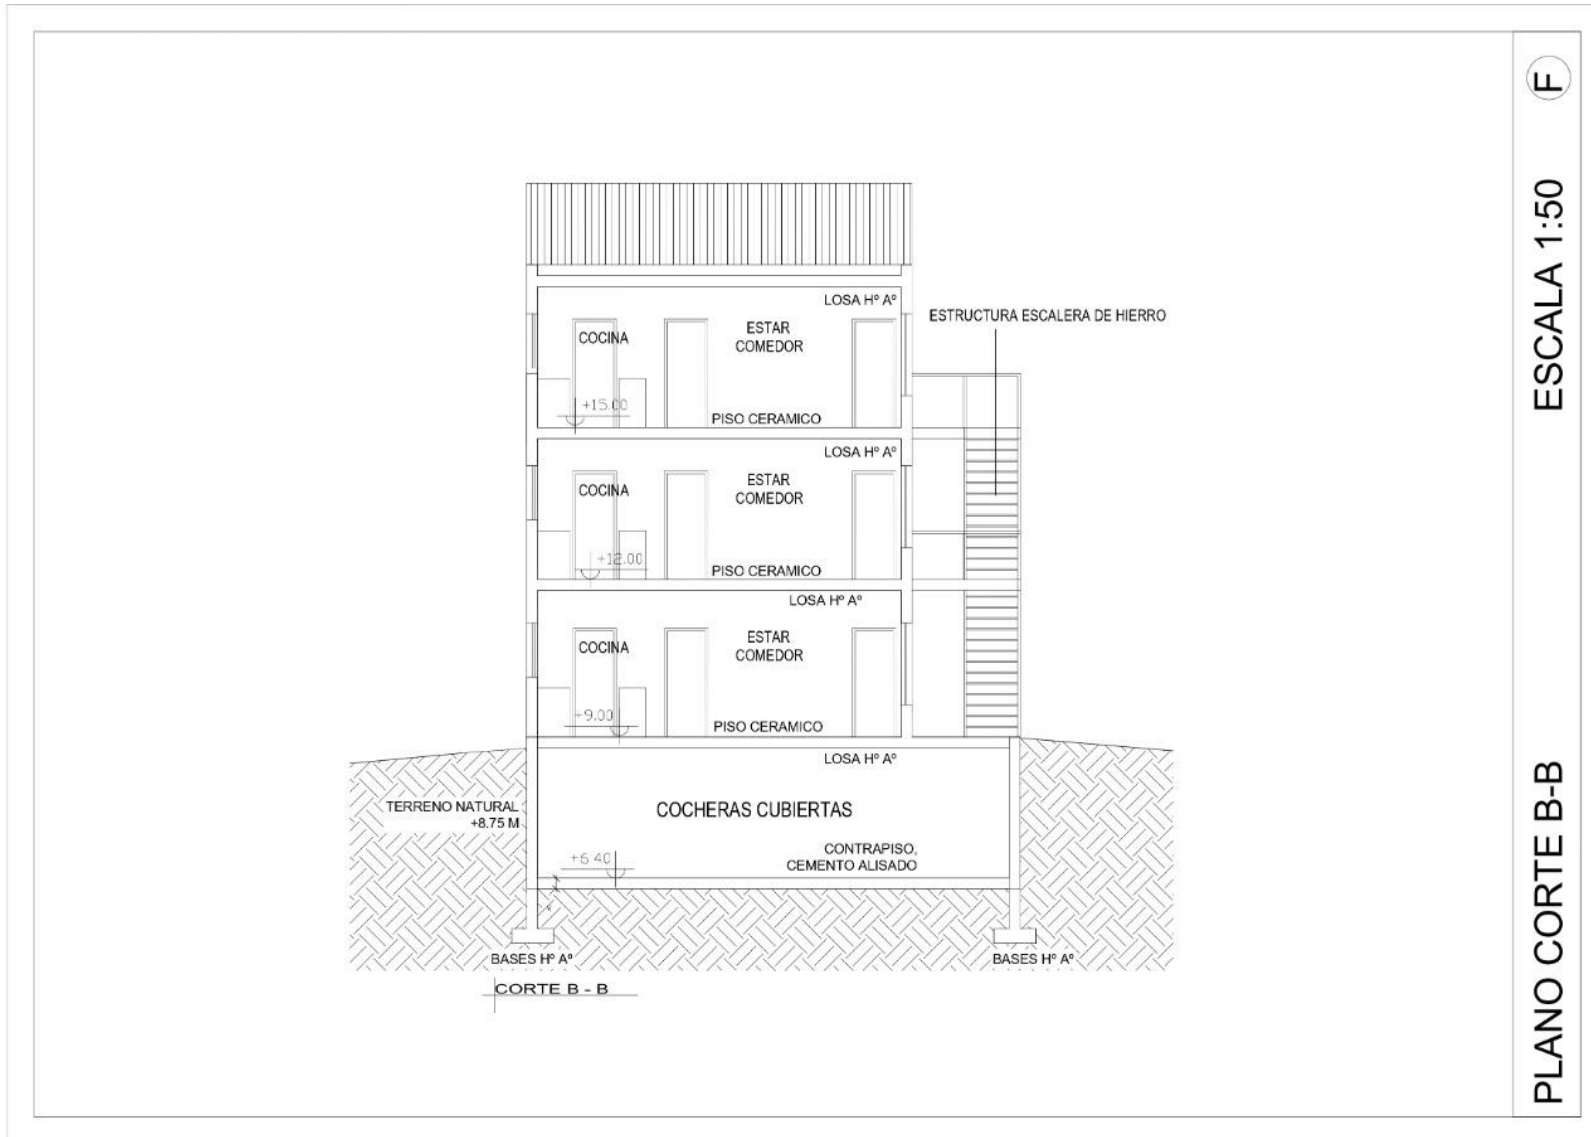 LOSA Hº Aº
ESTRUCTURA ESCALERA DE HIERRO
COCINA
ESTAR
COMEDOR
+15.00
PISO CERAMICO
LOSA Hº Aº
COCINA
ESTAR
COMEDOR
+12.00
PISO CERAMICO
LOSA Hº Aº
COCINA
ESTAR
COMEDOR
+9.00
PISO CERAMICO
LOSA Hº Aº
TERRENO NATURAL
+8.75 M
COCHERAS CUBIERTAS
CONTRAPISO,
CEMENTO ALISADO
+6.40
BASES Hº Aº
BASES Hº Aº
CORTE B - B
PLANO CORTE B-B
ESCALA 1:50
F